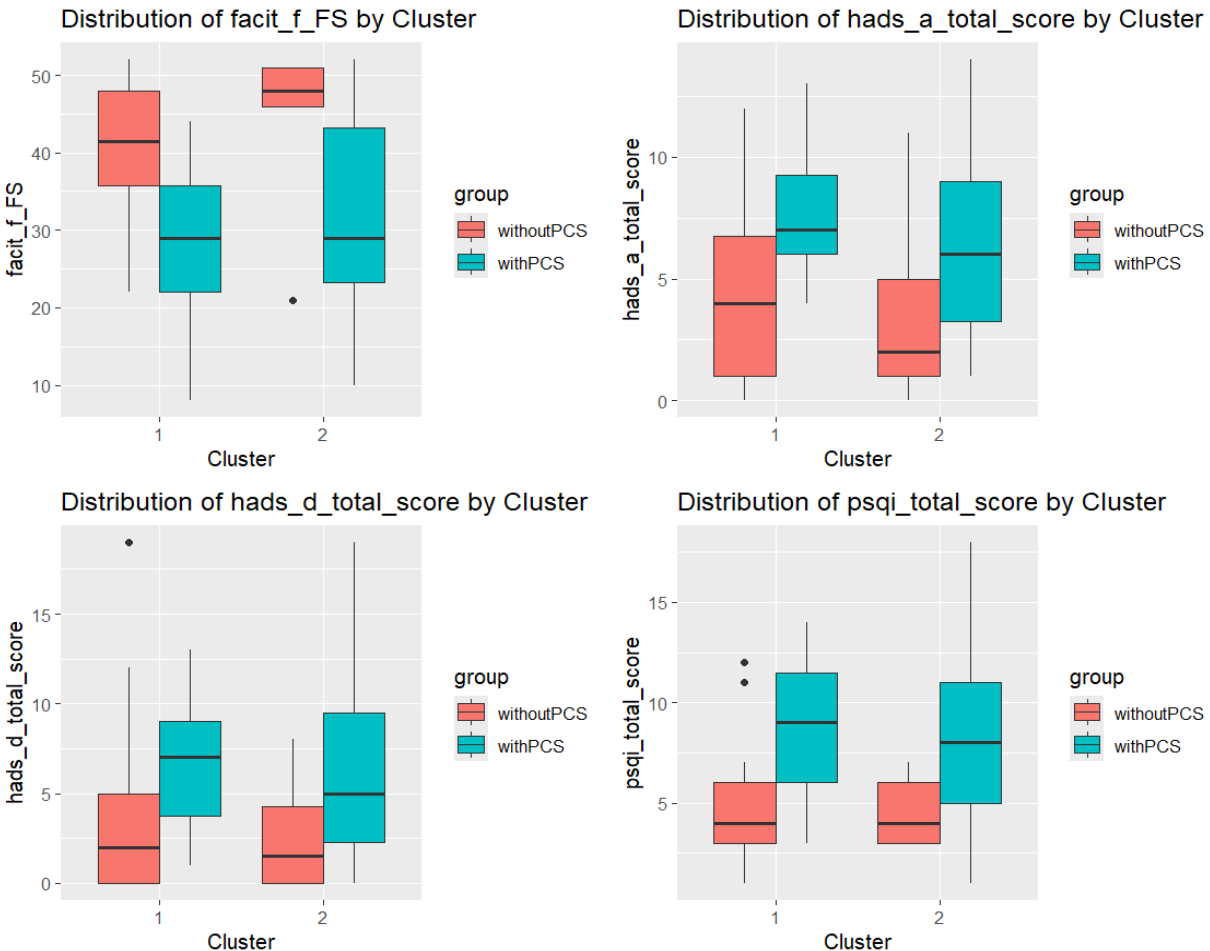 Distribution of facit_f_FS by Cluster
facit_f_FS
50
40
30
20
10
1
2
Cluster
group
withoutPCS
withPCS
Distribution of hads_a_total_score by Cluster
hads_a_total_score
10
5
0
1
2
Cluster
group
withoutPCS
withPCS
Distribution of hads_d_total_score by Cluster
hads_d_total_score
15
10
5
0
1
2
Cluster
group
withoutPCS
withPCS
Distribution of psqi_total_score by Cluster
psqi_total_score
15
10
5
1
2
Cluster
group
withoutPCS
withPCS